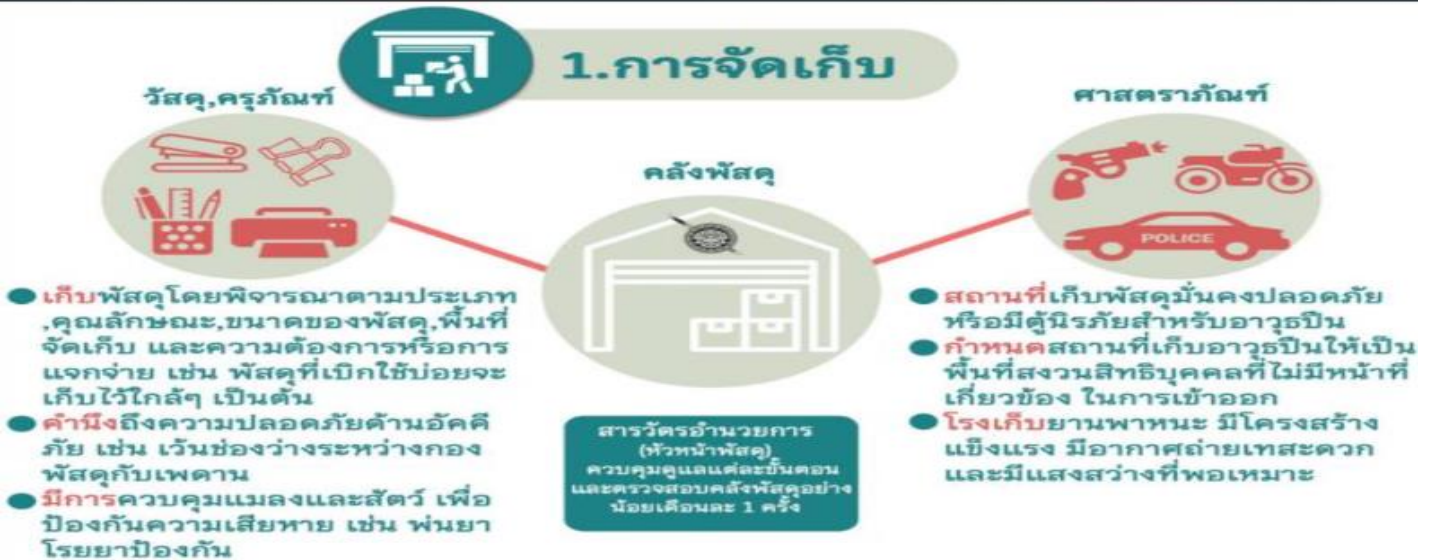 1.การจัดเก็บ
วัสดุ,ครุภัณฑ์
เก็บพัสดุโดยพิจารณาตามประเภท
,คุณลักษณะ,ขนาดของพัสดุ,พื้นที่
จัดเก็บ และความต้องการหรือการ
แจกจ่าย เช่น พัสดุที่เบิกใช้บ่อยจะ
เก็บไว้ใกล้ๆ เป็นต้น
คำนึงถึงความปลอดภัยด้านอัคคี
ภัย เช่น เว้นช่องว่างระหว่างกอง
พัสดุกับเพดาน
มีการควบคุมแมลงและสัตว์ เพื่อ
ป้องกันความเสียหาย เช่น พ่นยา
โรยยาป้องกัน
คลังพัสดุ
สารวัตรอำนวยการ
(หัวหน้าพัสดุ)
ควบคุมดูแลแต่ละขั้นตอน
และตรวจสอบคลังพัสดุอย่าง
น้อยเดือนละ 1 ครั้ง
ศาสตราภัณฑ์
POLICE
สถานที่เก็บพัสดุมั่นคงปลอดภัย
หรือมีตู้นิรภัยสำหรับอาวุธปืน
กำหนดสถานที่เก็บอาวุธปืนให้เป็น
พื้นที่สงวนสิทธิบุคคลที่ไม่มีหน้าที่
เกี่ยวข้อง ในการเข้าออก
โรงเก็บยานพาหนะ มีโครงสร้าง
แข็งแรง มีอากาศถ่ายเทสะดวก
และมีแสงสว่างที่พอเหมาะ